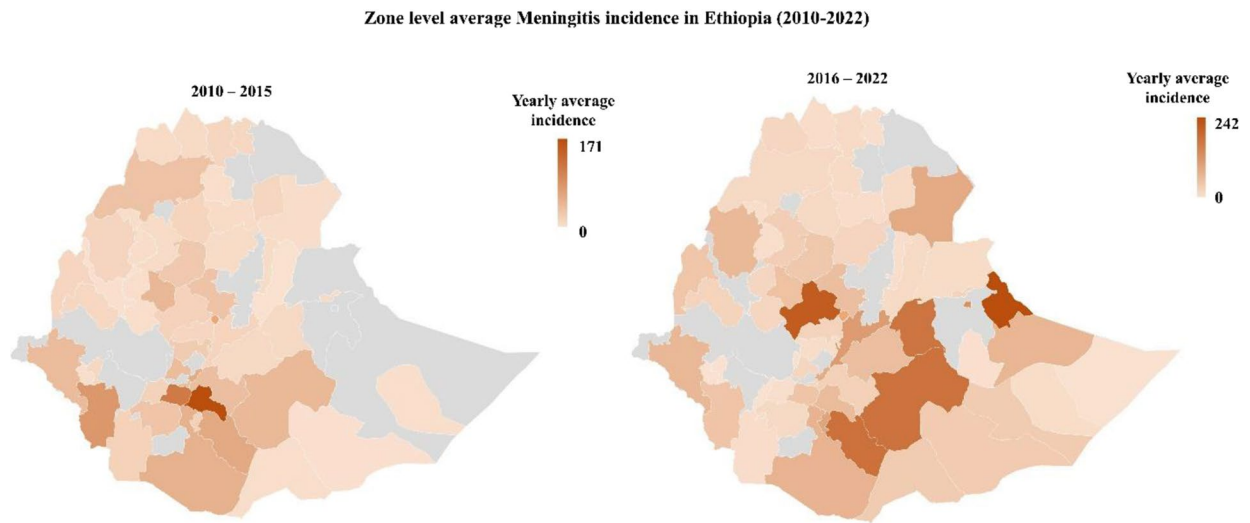 Zone level average Meningitis incidence in Ethiopia (2010-2022)
2010 – 2015
Yearly average
incidence
171
0
2016 – 2022
Yearly average
incidence
242
0